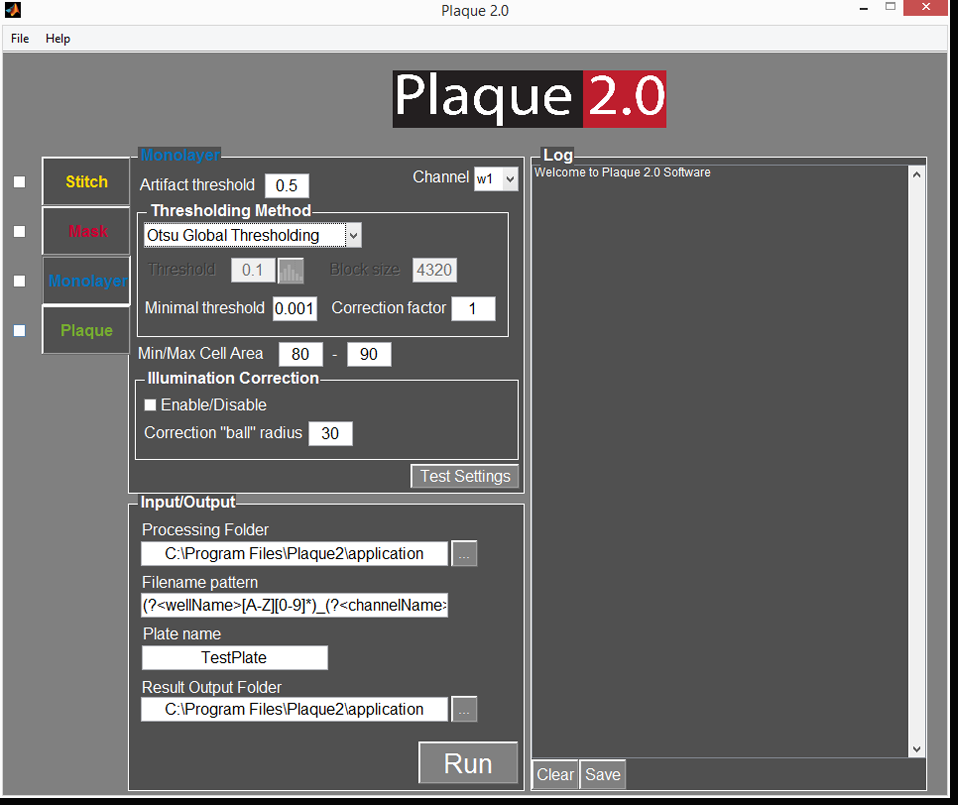 Plaque 2.0
File Help
Plaque 2.0
Stitch
Mask
Monolayer
Plaque
Monolayer
Artifact threshold 0.5 Channel w1
Thresholding Method
Otsu Global Thresholding
Threshold 0.1 Block size 4320
Minimal threshold 0.001 Correction factor 1
Min/Max Cell Area 80 - 90
Illumination Correction
Enable/Disable
Correction "ball" radius 30
Test Settings
Input/Output
Processing Folder
C:\Program Files\Plaque2\application ...
Filename pattern
(?<wellName>[A-Z][0-9]*)_(?<channelName>
Plate name
TestPlate
Result Output Folder
C:\Program Files\Plaque2\application ...
Run
Log
Welcome to Plaque 2.0 Software
Clear Save